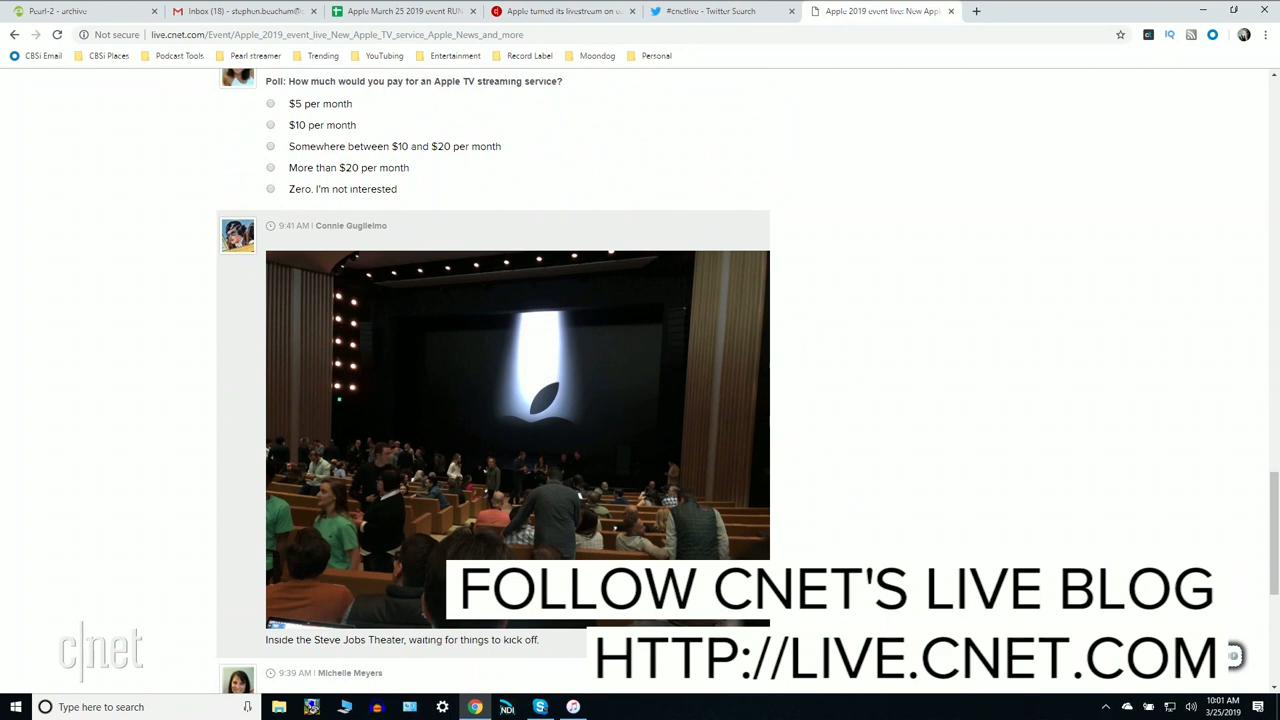 Pearl-2 - archive
Inbox (18) - stephen.beacham@c
Apple March 25 2019 event RUN
Apple turned its livestream on u
#cnetlive - Twitter Search
Apple 2019 event live: New App
Not secure | live.cnet.com/Event/Apple_2019_event_live_New_Apple_TV_service_Apple_News_and_more
CBSi Email CBSi Places Podcast Tools Pearl streamer Trending YouTubing Entertainment Record Label Moondog Personal
Poll: How much would you pay for an Apple TV streaming service?
$5 per month
$10 per month
Somewhere between $10 and $20 per month
More than $20 per month
Zero. I'm not interested
9:41 AM | Connie Guglielmo
FOLLOW CNET'S LIVE BLOG
Inside the Steve Jobs Theater, waiting for things to kick off.
HTTP://LIVE.CNET.COM
c|net
9:39 AM | Michelle Meyers
Type here to search
10:01 AM
3/25/2019